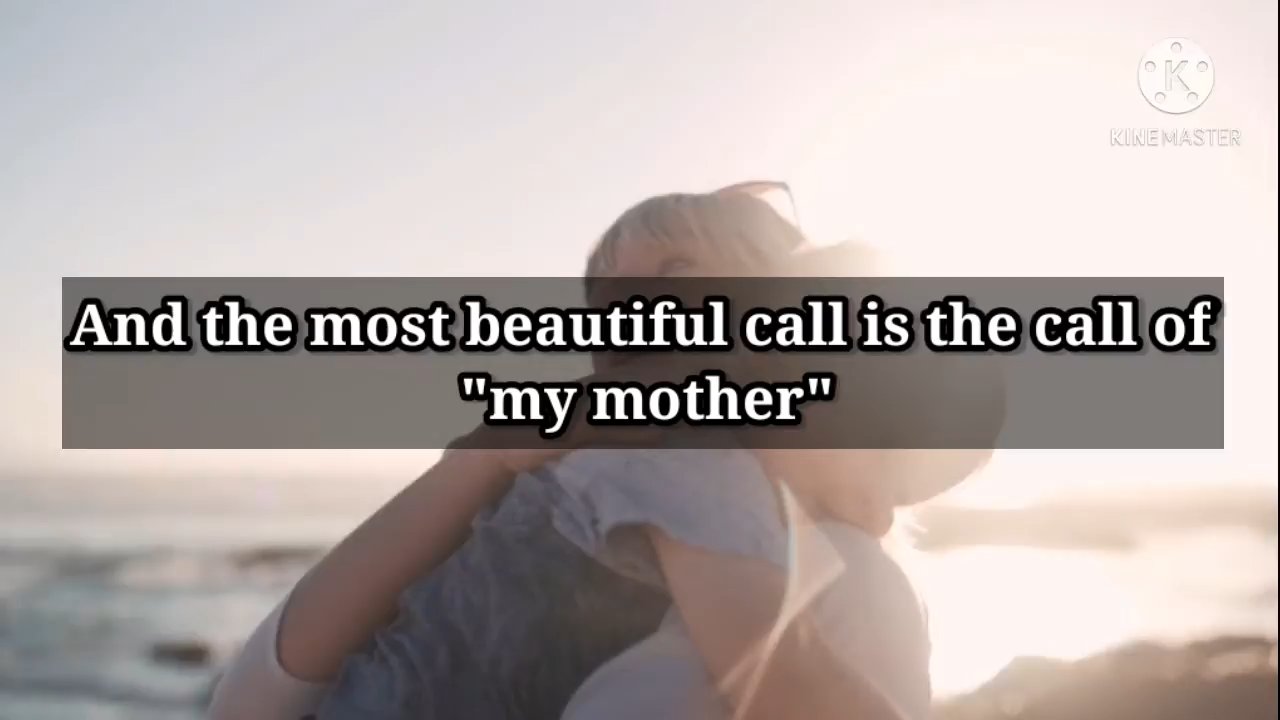 K
KINEMASTER
And the most beautiful call is the call of
"my mother"